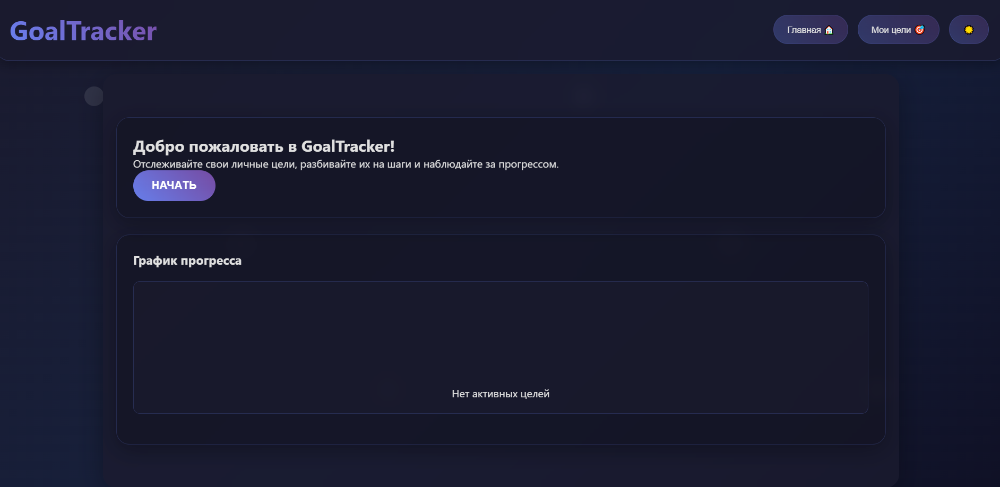 GoalTracker
Главная 🏠
Мои цели 🎯
Добро пожаловать в GoalTracker!
Отслеживайте свои личные цели, разбивайте их на шаги и наблюдайте за прогрессом.
НАЧАТЬ
График прогресса
Нет активных целей